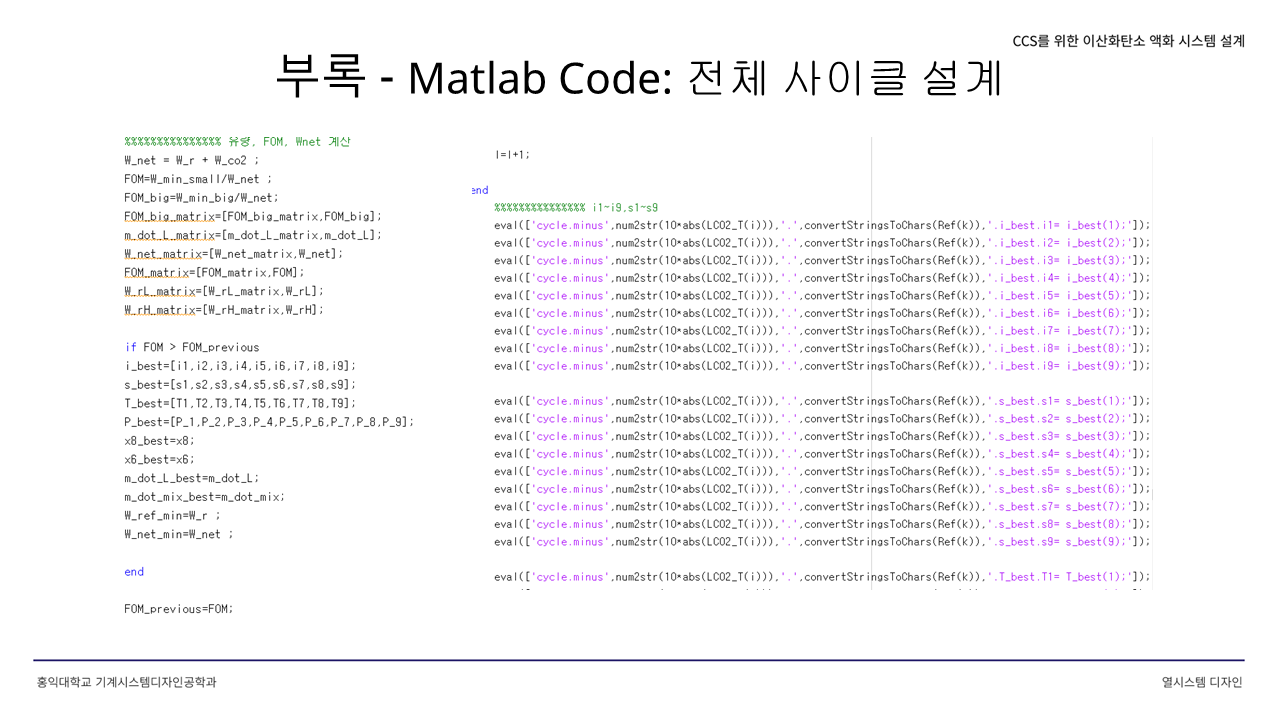 CCS를 위한 이산화탄소 액화 시스템 설계
부록 - Matlab Code: 전체 사이클 설계
%%%%%%%%%%%%%%% 유량, FOM, Wnet 계산
W_net = W_r + W_co2 ;
FOM=W_min_small/W_net ;
FOM_big=W_min_big/W_net;
FOM_big_matrix=[FOM_big_matrix,FOM_big];
m_dot_L_matrix=[m_dot_L_matrix,m_dot_L];
W_net_matrix=[W_net_matrix,W_net];
FOM_matrix=[FOM_matrix,FOM];
W_rL_matrix=[W_rL_matrix,W_rL];
W_rH_matrix=[W_rH_matrix,W_rH];
if FOM > FOM_previous
i_best=[i1,i2,i3,i4,i5,i6,i7,i8,i9];
s_best=[s1,s2,s3,s4,s5,s6,s7,s8,s9];
T_best=[T1,T2,T3,T4,T5,T6,T7,T8,T9];
P_best=[P_1,P_2,P_3,P_4,P_5,P_6,P_7,P_8,P_9];
x8_best=x8;
x6_best=x6;
m_dot_L_best=m_dot_L;
m_dot_mix_best=m_dot_mix;
W_ref_min=W_r ;
W_net_min=W_net ;
end
FOM_previous=FOM;
l=l+1;
end
%%%%%%%%%%%%%%% i1~i9,s1~s9
eval(['cycle.minus',num2str(10*abs(LCO2_T(i))),'.',convertStringsToChars(Ref(k)),'.i_best.i1= i_best(1);']);
eval(['cycle.minus',num2str(10*abs(LCO2_T(i))),'.',convertStringsToChars(Ref(k)),'.i_best.i2= i_best(2);']);
eval(['cycle.minus',num2str(10*abs(LCO2_T(i))),'.',convertStringsToChars(Ref(k)),'.i_best.i3= i_best(3);']);
eval(['cycle.minus',num2str(10*abs(LCO2_T(i))),'.',convertStringsToChars(Ref(k)),'.i_best.i4= i_best(4);']);
eval(['cycle.minus',num2str(10*abs(LCO2_T(i))),'.',convertStringsToChars(Ref(k)),'.i_best.i5= i_best(5);']);
eval(['cycle.minus',num2str(10*abs(LCO2_T(i))),'.',convertStringsToChars(Ref(k)),'.i_best.i6= i_best(6);']);
eval(['cycle.minus',num2str(10*abs(LCO2_T(i))),'.',convertStringsToChars(Ref(k)),'.i_best.i7= i_best(7);']);
eval(['cycle.minus',num2str(10*abs(LCO2_T(i))),'.',convertStringsToChars(Ref(k)),'.i_best.i8= i_best(8);']);
eval(['cycle.minus',num2str(10*abs(LCO2_T(i))),'.',convertStringsToChars(Ref(k)),'.i_best.i9= i_best(9);']);
eval(['cycle.minus',num2str(10*abs(LCO2_T(i))),'.',convertStringsToChars(Ref(k)),'.s_best.s1= s_best(1);']);
eval(['cycle.minus',num2str(10*abs(LCO2_T(i))),'.',convertStringsToChars(Ref(k)),'.s_best.s2= s_best(2);']);
eval(['cycle.minus',num2str(10*abs(LCO2_T(i))),'.',convertStringsToChars(Ref(k)),'.s_best.s3= s_best(3);']);
eval(['cycle.minus',num2str(10*abs(LCO2_T(i))),'.',convertStringsToChars(Ref(k)),'.s_best.s4= s_best(4);']);
eval(['cycle.minus',num2str(10*abs(LCO2_T(i))),'.',convertStringsToChars(Ref(k)),'.s_best.s5= s_best(5);']);
eval(['cycle.minus',num2str(10*abs(LCO2_T(i))),'.',convertStringsToChars(Ref(k)),'.s_best.s6= s_best(6);']);
eval(['cycle.minus',num2str(10*abs(LCO2_T(i))),'.',convertStringsToChars(Ref(k)),'.s_best.s7= s_best(7);']);
eval(['cycle.minus',num2str(10*abs(LCO2_T(i))),'.',convertStringsToChars(Ref(k)),'.s_best.s8= s_best(8);']);
eval(['cycle.minus',num2str(10*abs(LCO2_T(i))),'.',convertStringsToChars(Ref(k)),'.s_best.s9= s_best(9);']);
eval(['cycle.minus',num2str(10*abs(LCO2_T(i))),'.',convertStringsToChars(Ref(k)),'.T_best.T1= T_best(1);']);
홍익대학교 기계시스템디자인공학과
열시스템 디자인